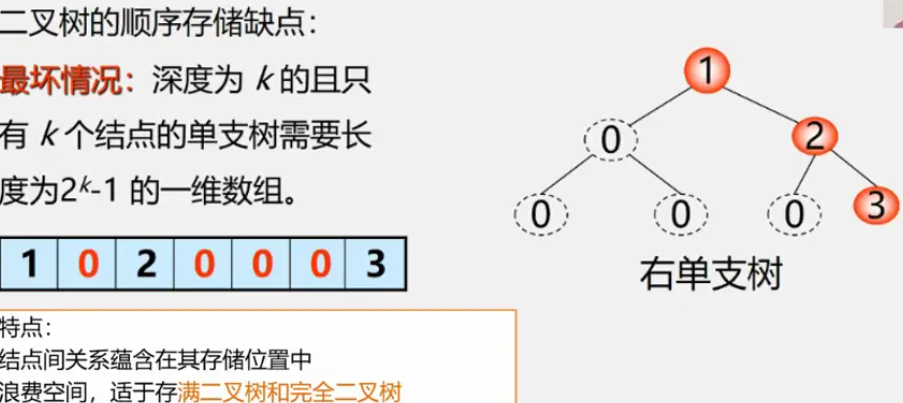 二叉树的顺序存储缺点：
最坏情况：深度为 k 的且只
有 k 个结点的单支树需要长
度为2ᵏ-1 的一维数组。
1 0 2 0 0 0 3
特点：
结点间关系蕴含在其存储位置中
浪费空间，适于存满二叉树和完全二叉树
1
0 2
0 0 0 3
右单支树